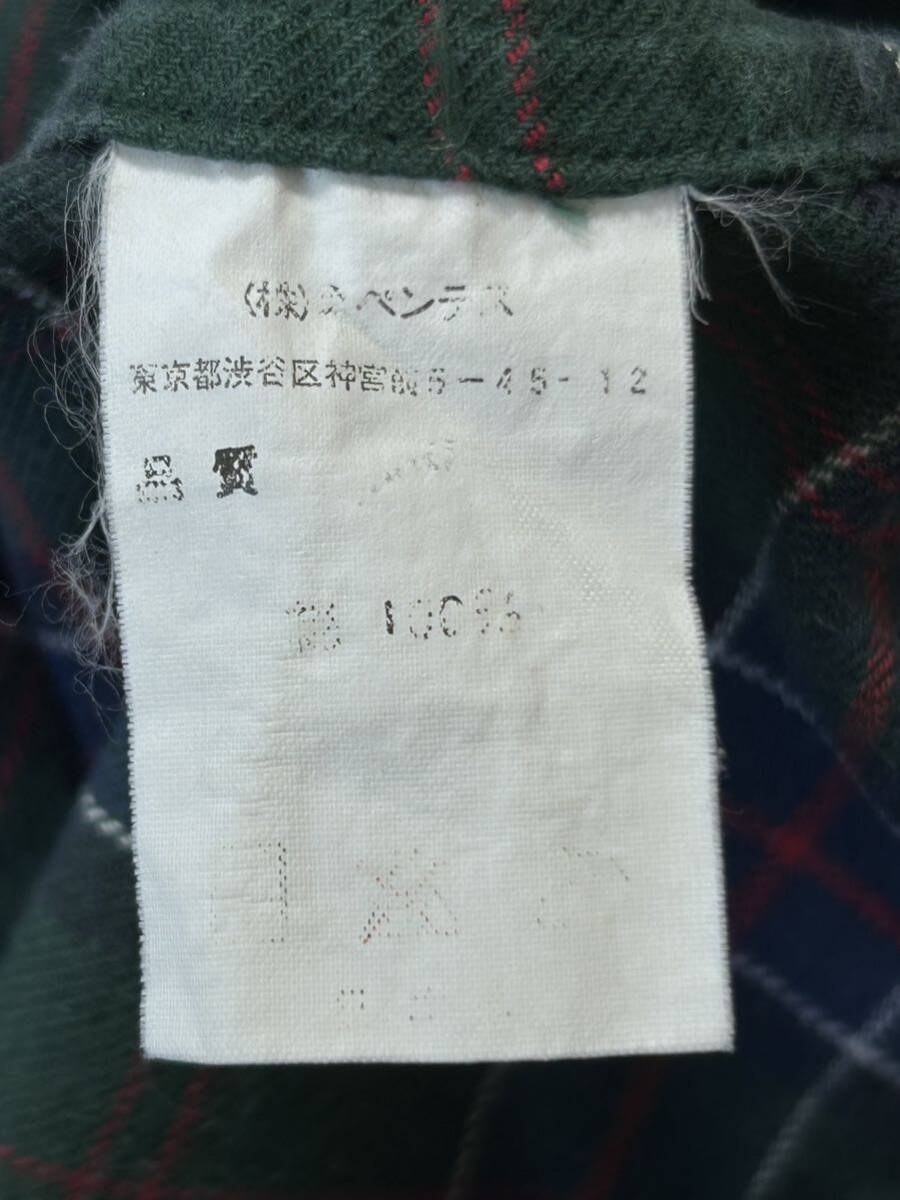 (株)ネペンテス
東京都渋谷区神宮前5-45-12
品質
綿 100%